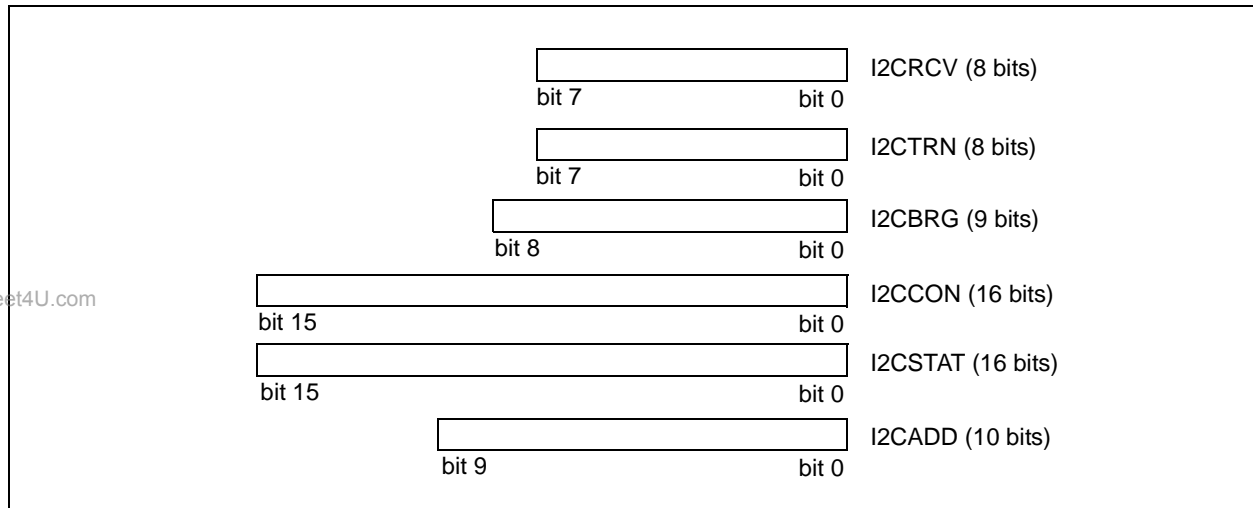 I2CRCV (8 bits)
bit 7 bit 0
I2CTRN (8 bits)
bit 7 bit 0
I2CBRG (9 bits)
bit 8 bit 0
I2CCON (16 bits)
eet4U.com
bit 15 bit 0
I2CSTAT (16 bits)
bit 15 bit 0
I2CADD (10 bits)
bit 9 bit 0